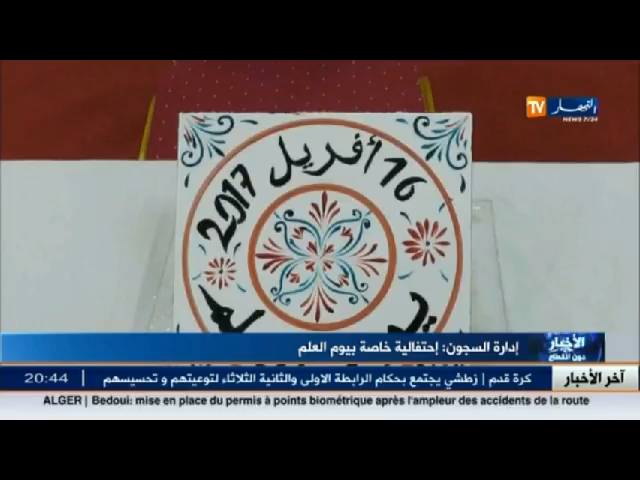 النهار TV
NEWS 7/24
16 أفريل 2017
إدارة السجون: إحتفالية خاصة بيوم العلم
الأخبار
دون انقطاع
آخر الأخبار
كرة قدم | زطشي يجتمع بحكام الرابطة الاولى والثانية الثلاثاء لتوعيتهم و تحسيسهم
20:44
ALGER | Bedoui: mise en place du permis à points biométrique après l'ampleur des accidents de la route